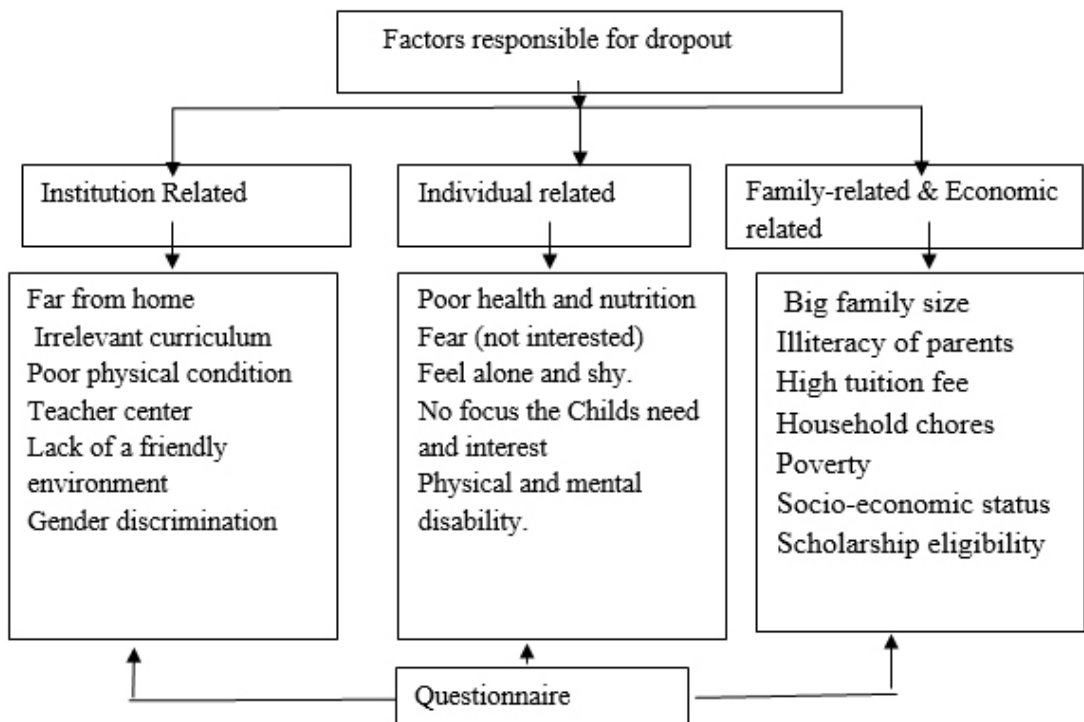 Factors responsible for dropout
Institution Related
Individual related
Family-related & Economic
related
Far from home
Irrelevant curriculum
Poor physical condition
Teacher center
Lack of a friendly
environment
Gender discrimination
Poor health and nutrition
Fear (not interested)
Feel alone and shy.
No focus the Childs need
and interest
Physical and mental
disability.
Big family size
Illiteracy of parents
High tuition fee
Household chores
Poverty
Socio-economic status
Scholarship eligibility
Questionnaire